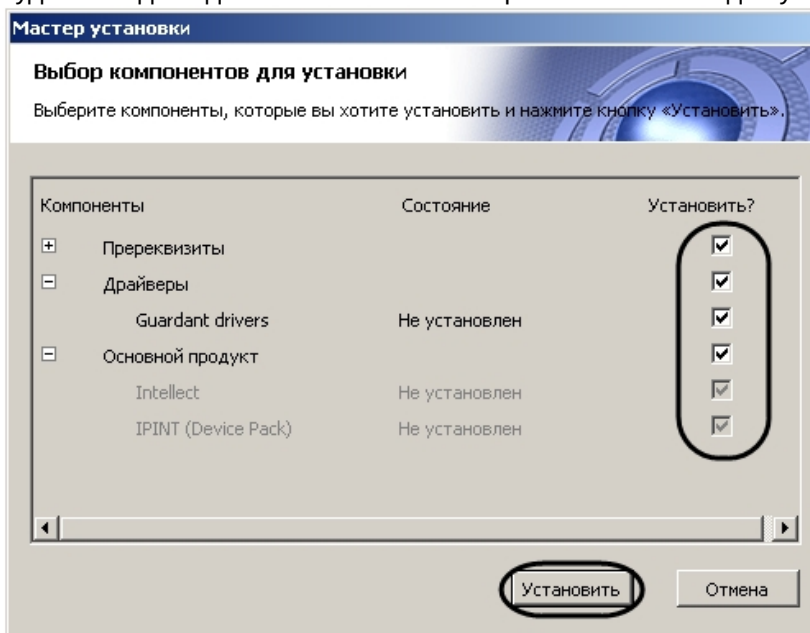 Мастер установки
Выбор компонентов для установки
Выберите компоненты, которые вы хотите установить и нажмите кнопку «Установить».
Компоненты Состояние Установить?
Пререквизиты
Драйверы
Guardant drivers Не установлен
Основной продукт
Intellect Не установлен
IPINT (Device Pack) Не установлен
Установить Отмена